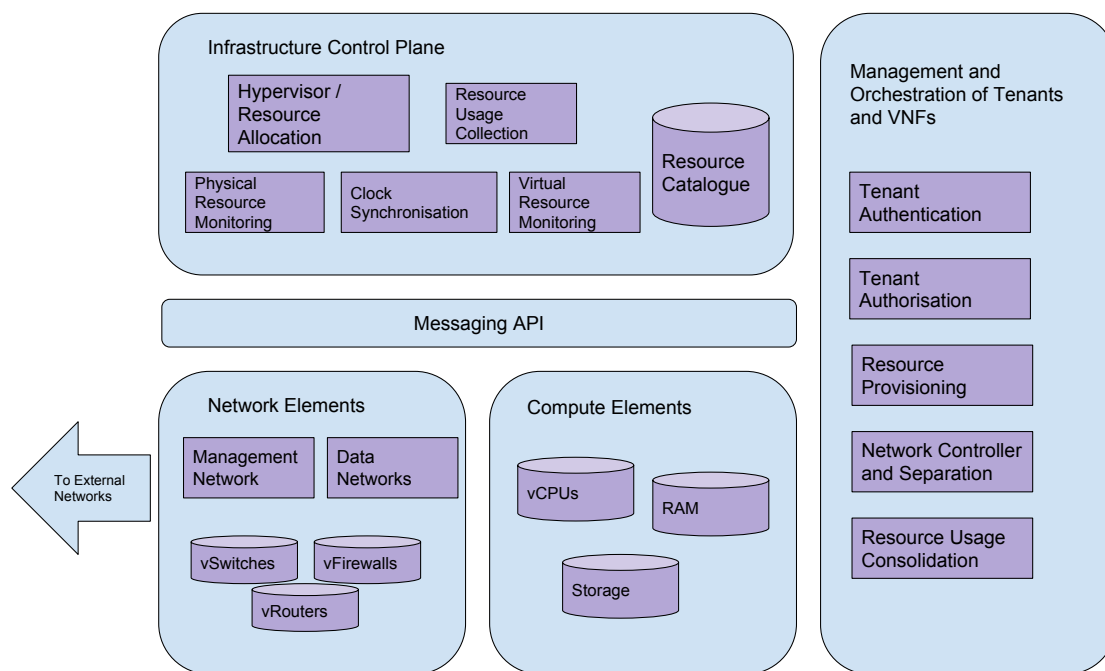 Infrastructure Control Plane
Hypervisor /
Resource
Allocation
Resource
Usage
Collection
Resource
Catalogue
Physical
Resource
Monitoring
Clock
Synchronisation
Virtual
Resource
Monitoring
Messaging API
Network Elements
Management
Network
Data
Networks
vSwitches
vFirewalls
vRouters
To External
Networks
Compute Elements
vCPUs
RAM
Storage
Management and
Orchestration of Tenants
and VNFs
Tenant
Authentication
Tenant
Authorisation
Resource
Provisioning
Network Controller
and Separation
Resource Usage
Consolidation